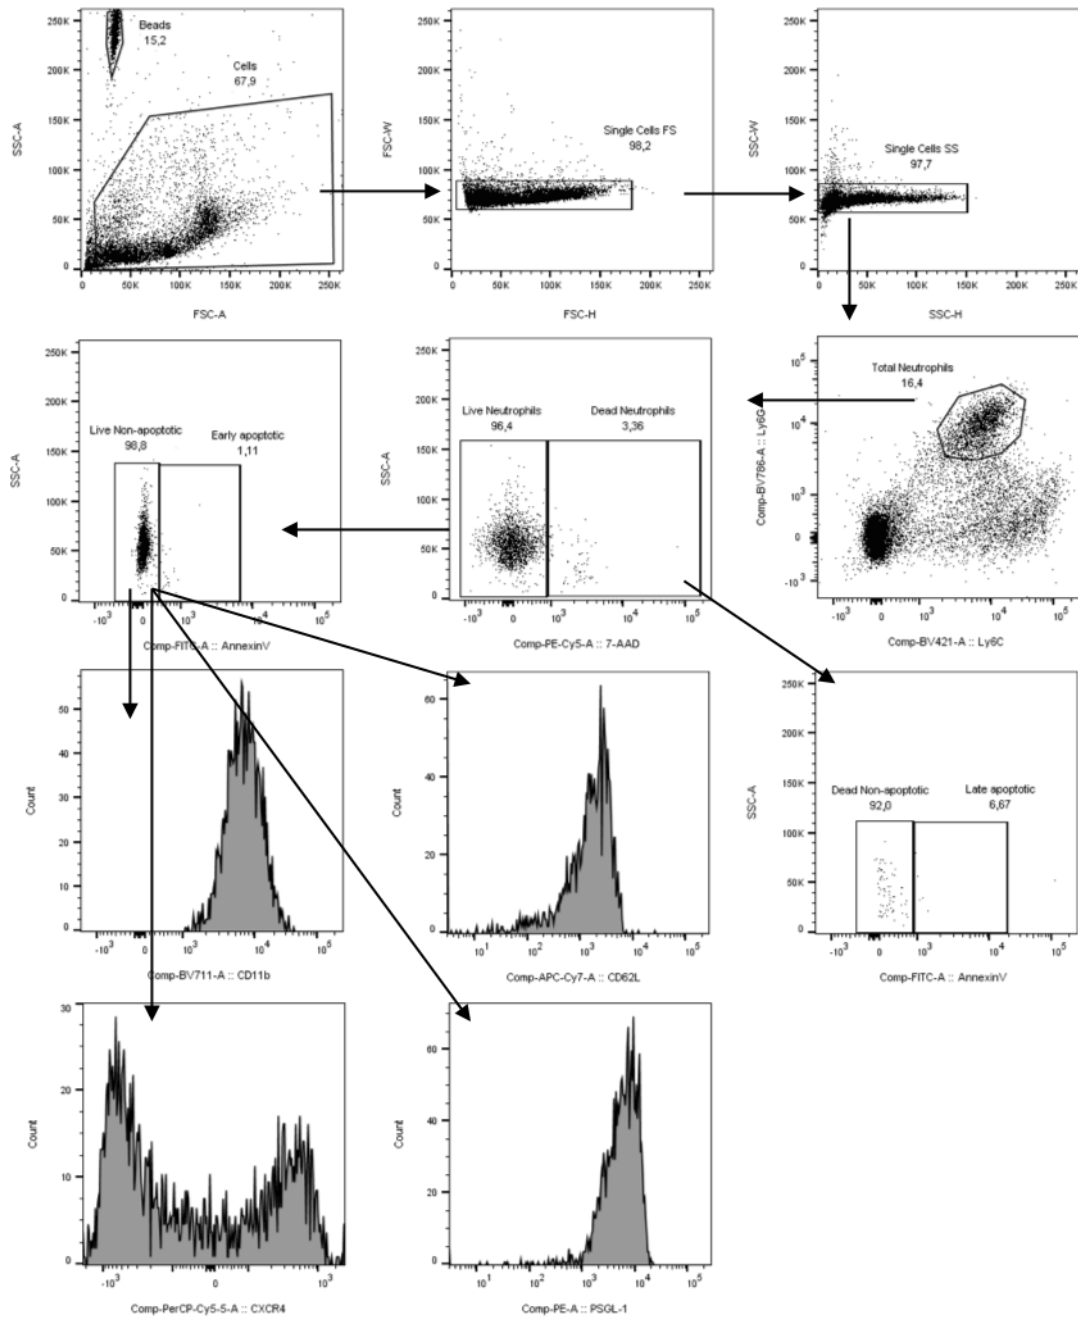 Beads
15,2
Cells
67,9
250K
200K
150K
100K
50K
0
SSC-A
0 50K 100K 150K 200K 250K
FSC-A
250K
200K
150K
100K
50K
0
FSC-W
Single Cells FS
98,2
0 50K 100K 150K 200K 250K
FSC-H
250K
200K
150K
100K
50K
0
SSC-W
Single Cells SS
97,7
0 50K 100K 150K 200K 250K
SSC-H
250K
200K
150K
100K
50K
0
SSC-A
Live Non-apoptotic
98,8
Early apoptotic
1,11
-10³ 0 10³ 10⁴ 10⁵
Comp-FITC-A :: AnnexinV
250K
200K
150K
100K
50K
0
SSC-A
Live Neutrophils
96,4
Dead Neutrophils
3,36
-10³ 0 10³ 10⁴ 10⁵
Comp-PE-Cy5-A :: 7-AAD
10⁵
10⁴
10³
0
-10³
Comp-BV786-A :: Ly6G
Total Neutrophils
16,4
-10³ 0 10³ 10⁴ 10⁵
Comp-BV421-A :: Ly6C
50
40
30
20
10
0
Count
-10³ 0 10³ 10⁴ 10⁵
Comp-BV711-A :: CD11b
60
40
20
0
Count
10¹ 10² 10³ 10⁴ 10⁵
Comp-APC-Cy7-A :: CD62L
250K
200K
150K
100K
50K
0
SSC-A
Dead Non-apoptotic
92,0
Late apoptotic
6,67
-10³ 0 10³ 10⁴ 10⁵
Comp-FITC-A :: AnnexinV
30
20
10
0
Count
-10³ 0 10³
Comp-PerCP-Cy5-5-A :: CXCR4
60
40
20
0
Count
10¹ 10² 10³ 10⁴ 10⁵
Comp-PE-A :: PSGL-1